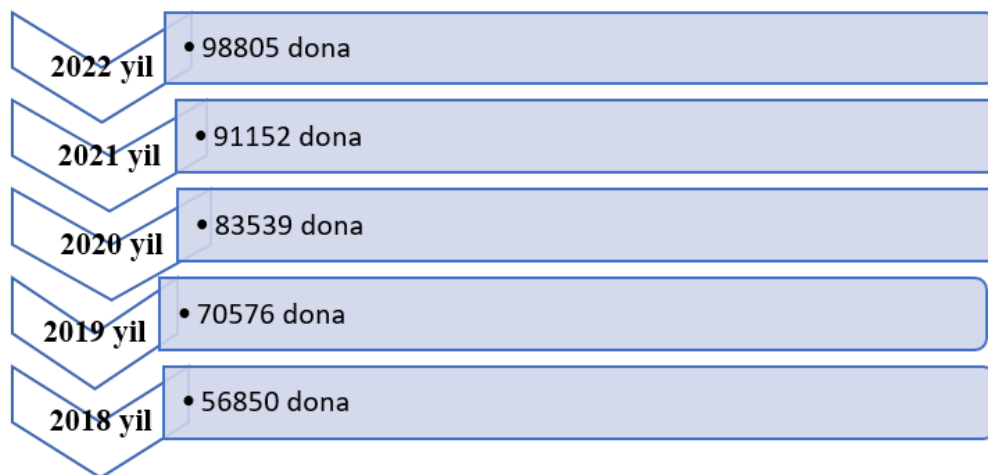 2022 yil
• 98805 dona
2021 yil
• 91152 dona
2020 yil
• 83539 dona
2019 yil
• 70576 dona
2018 yil
• 56850 dona